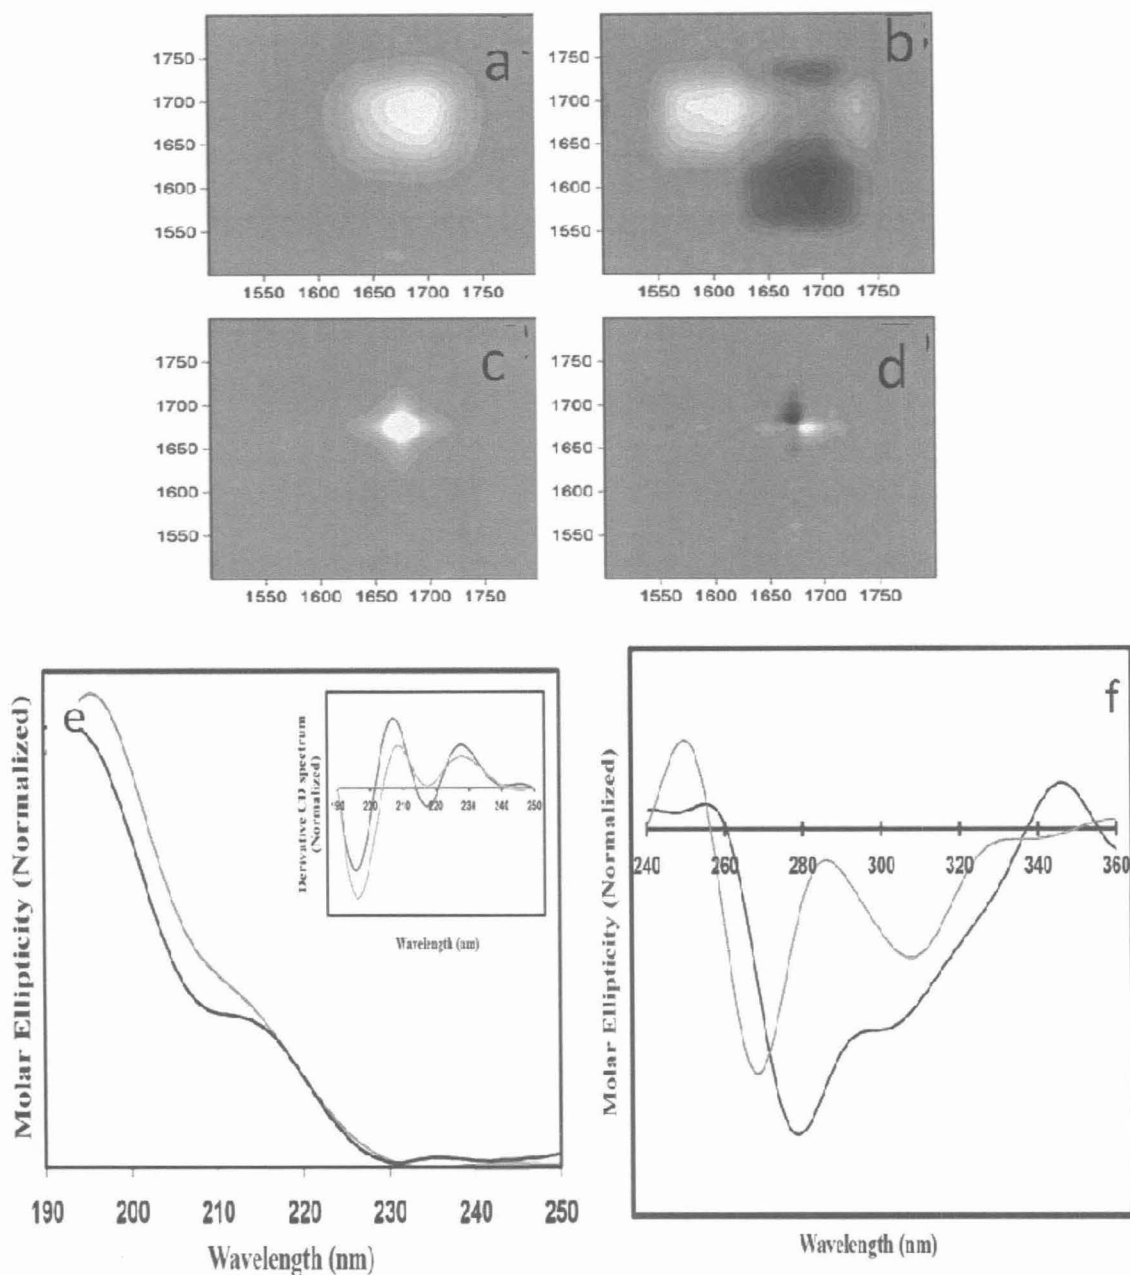 a
1750
1700
1650
1600
1550
1550 1600 1650 1700 1750
b
1750
1700
1650
1600
1550
1550 1600 1650 1700 1750
c
1750
1700
1650
1600
1550
1550 1600 1650 1700 1750
d
1750
1700
1650
1600
1550
1550 1600 1650 1700 1750
e
Molar Ellipticity (Normalized)
190 200 210 220 230 240 250
Wavelength (nm)
Derivative CD spectrum
(Normalized)
190 210 220 230 240 250
Wavelength (nm)
f
Molar Ellipticity (Normalized)
240 260 280 300 320 340 360
Wavelength (nm)